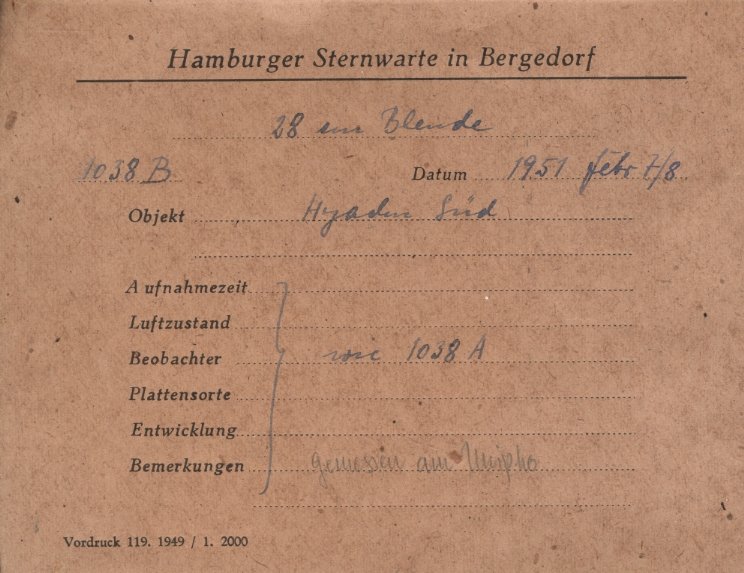 Hamburger Sternwarte in Bergedorf
28 cm Blende
1038 B Datum 1951 Febr 7/8
Objekt Hyaden Süd
Aufnahmezeit
Luftzustand
Beobachter wie 1038 A
Plattensorte
Entwicklung
Bemerkungen gemessen am
Vordruck 119. 1949 / 1. 2000